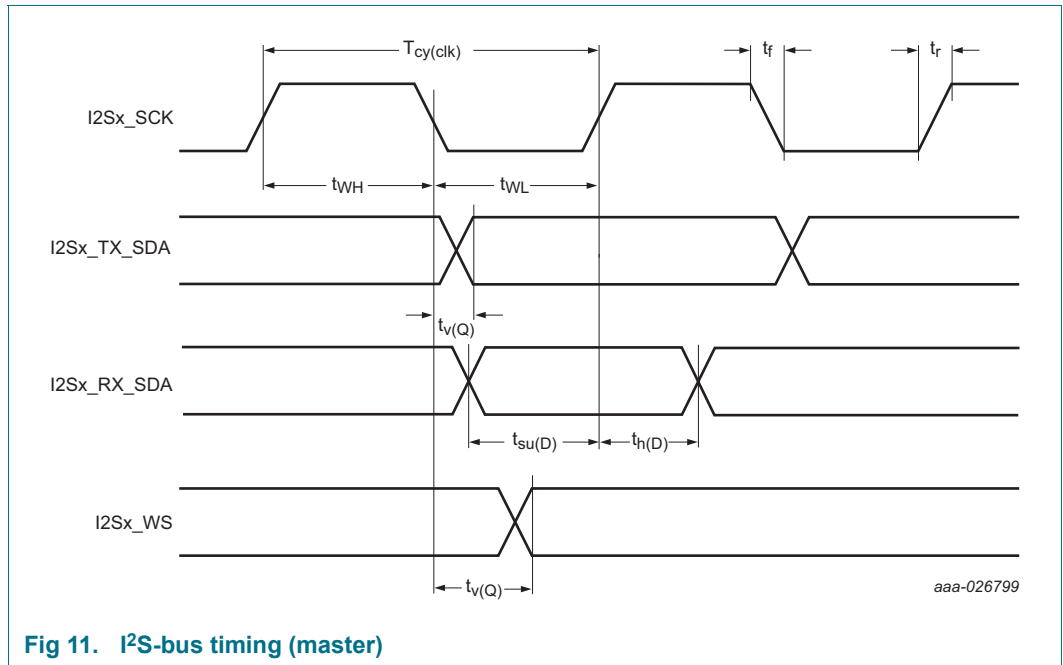 Tcy(clk)
tf
tr
I2Sx_SCK
tWH
tWL
I2Sx_TX_SDA
tv(Q)
I2Sx_RX_SDA
tsu(D)
th(D)
I2Sx_WS
tv(Q)
aaa-026799
Fig 11. I²S-bus timing (master)